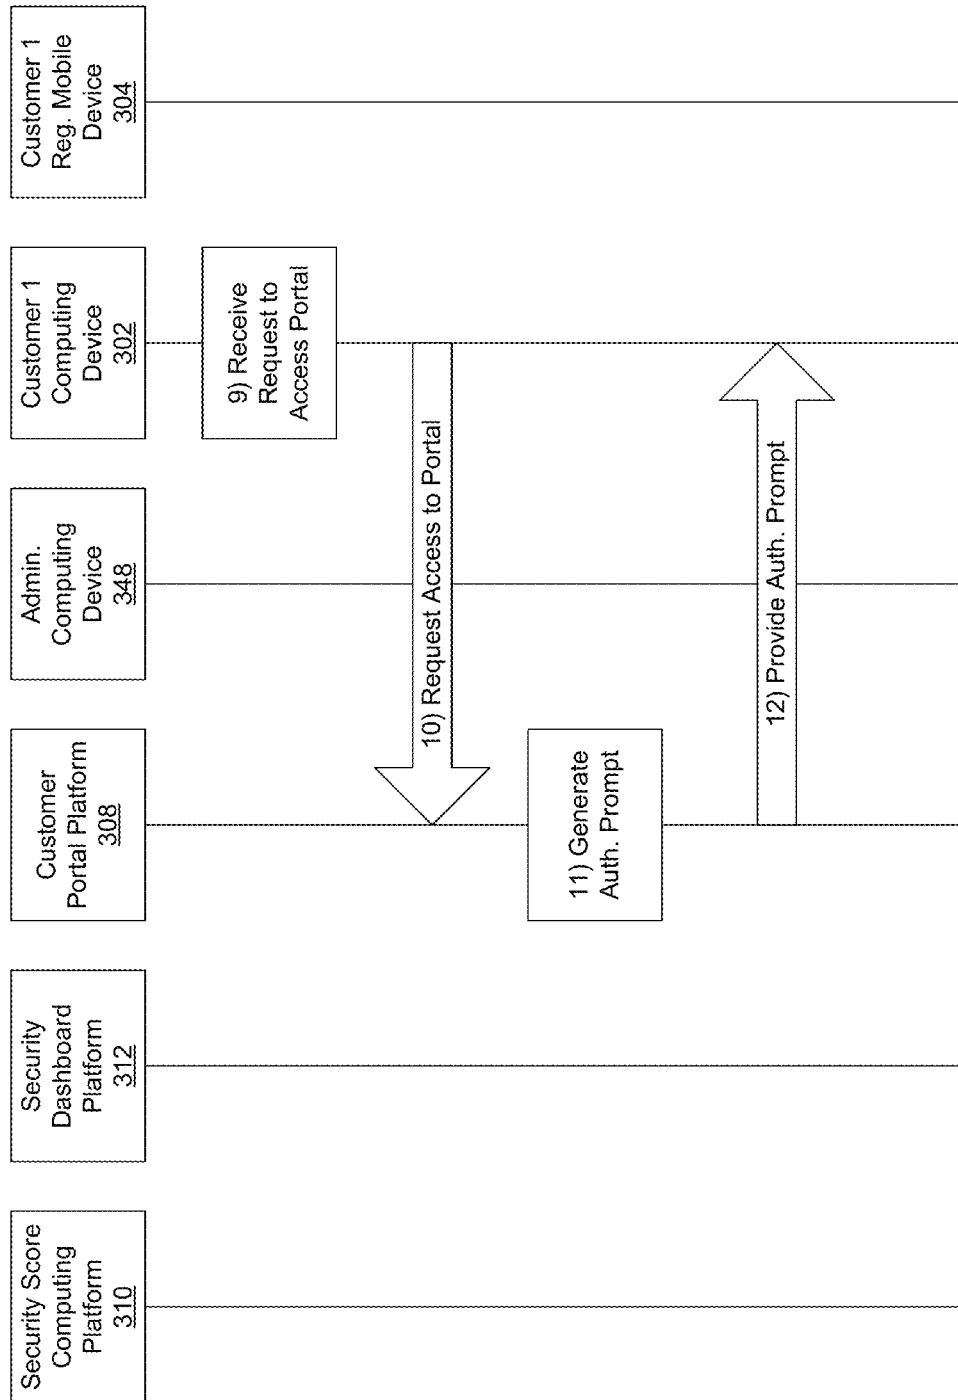 Security Score
Computing
Platform
310
Security
Dashboard
Platform
312
Customer
Portal Platform
308
Admin.
Computing
Device
348
Customer 1
Computing
Device
302
Customer 1
Reg. Mobile
Device
304
9) Receive
Request to
Access Portal
10) Request Access to Portal
11) Generate
Auth. Prompt
12) Provide Auth. Prompt